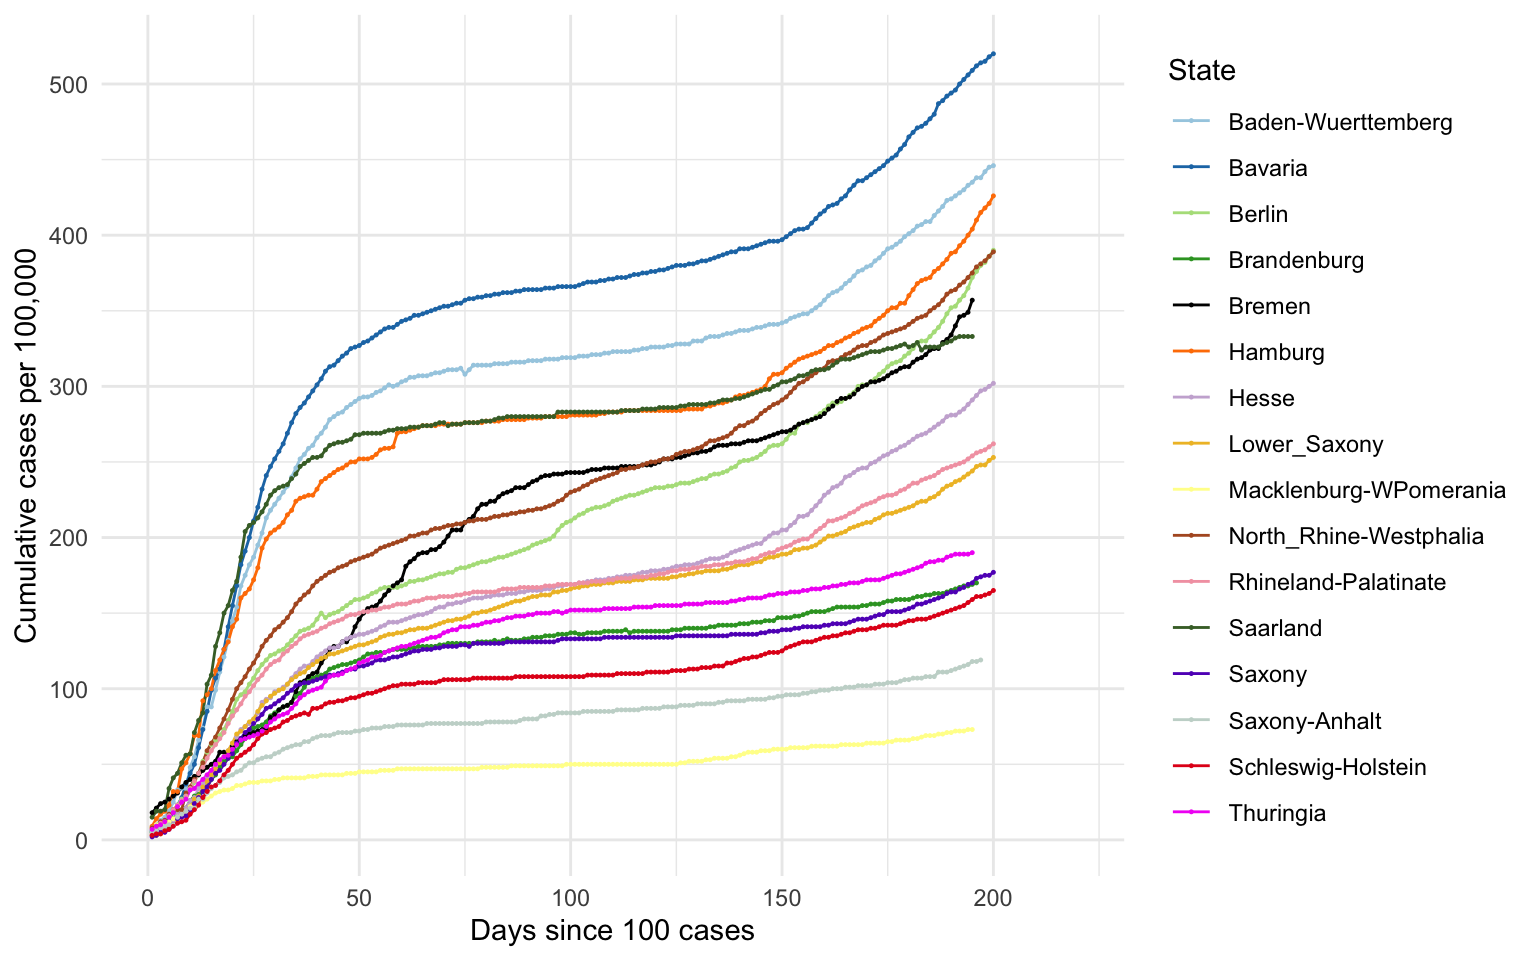 State
Baden-Wuerttemberg
Bavaria
Berlin
Brandenburg
Bremen
Hamburg
Hesse
Lower_Saxony
Macklenburg-WPomerania
North_Rhine-Westphalia
Rhineland-Palatinate
Saarland
Saxony
Saxony-Anhalt
Schleswig-Holstein
Thuringia
Cumulative cases per 100,000
500
400
300
200
100
0
0 50 100 150 200
Days since 100 cases